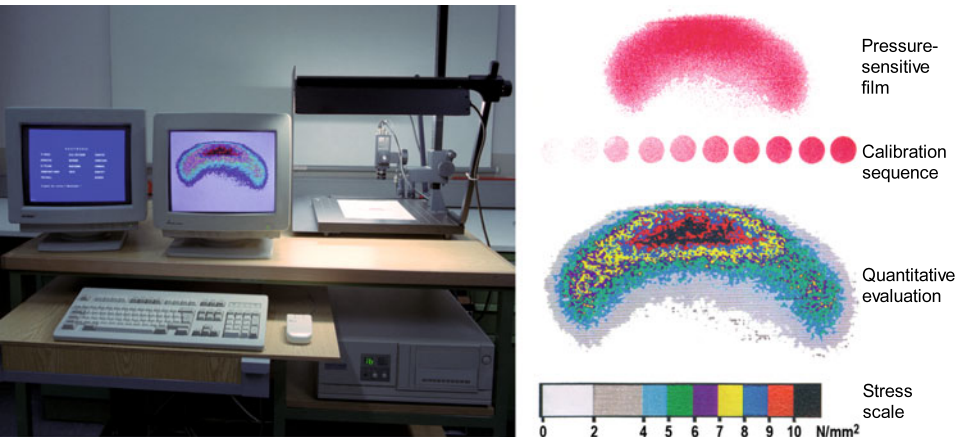 Pressure-
sensitive
film
Calibration
sequence
Quantitative
evaluation
Stress
scale
0 2 4 5 6 7 8 9 10 N/mm2